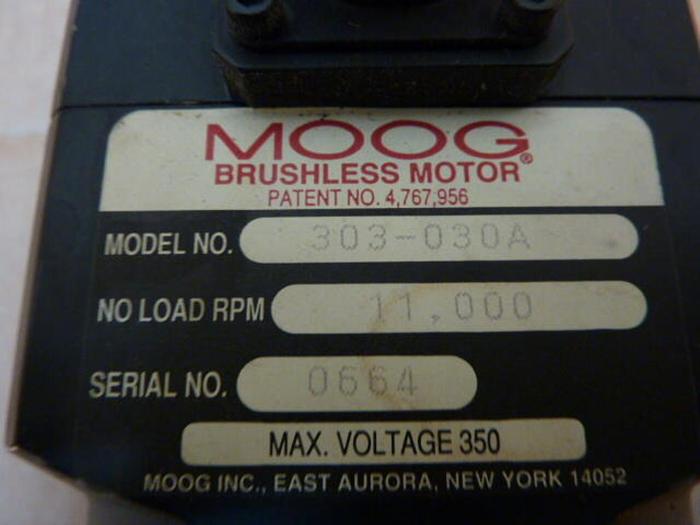 MOOG®
BRUSHLESS MOTOR
PATENT NO. 4,767,956
MODEL NO. 303-030A
NO LOAD RPM 11,000
SERIAL NO. 0664
MAX. VOLTAGE 350
MOOG INC., EAST AURORA, NEW YORK 14052